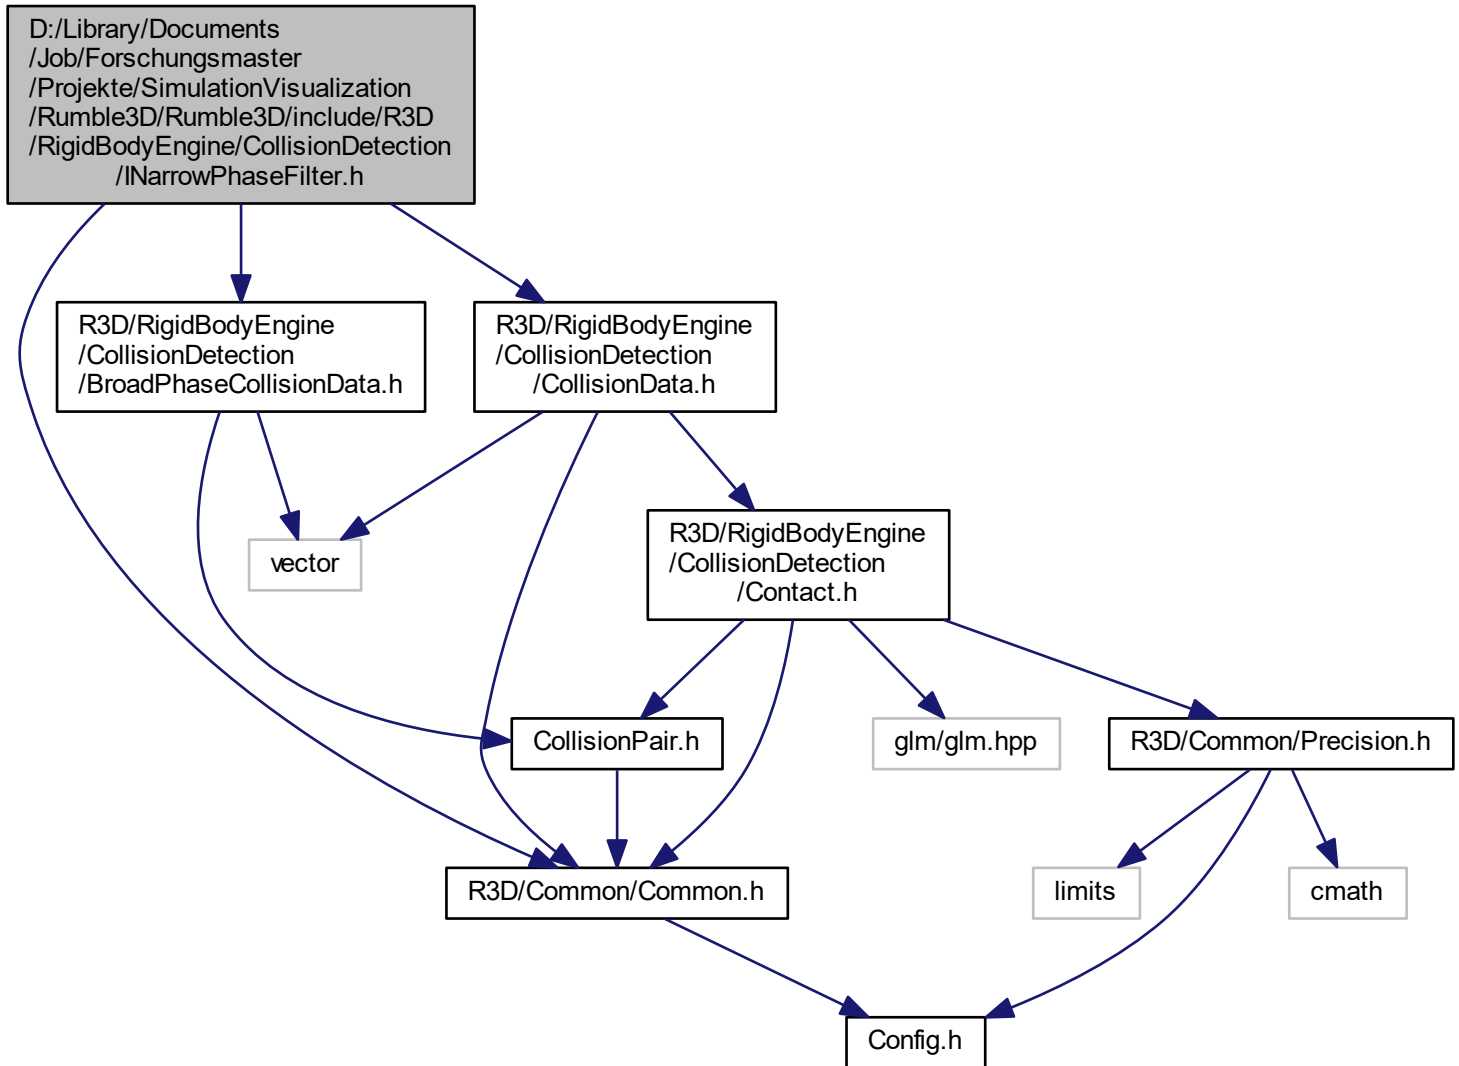 D:/Library/Documents
/Job/Forschungsmaster
/Projekte/SimulationVisualization
/Rumble3D/Rumble3D/include/R3D
/RigidBodyEngine/CollisionDetection
/INarrowPhaseFilter.h
R3D/RigidBodyEngine
/CollisionDetection
/BroadPhaseCollisionData.h
R3D/RigidBodyEngine
/CollisionDetection
/CollisionData.h
R3D/RigidBodyEngine
/CollisionDetection
/Contact.h
vector
CollisionPair.h
glm/glm.hpp
R3D/Common/Precision.h
R3D/Common/Common.h
limits
cmath
Config.h